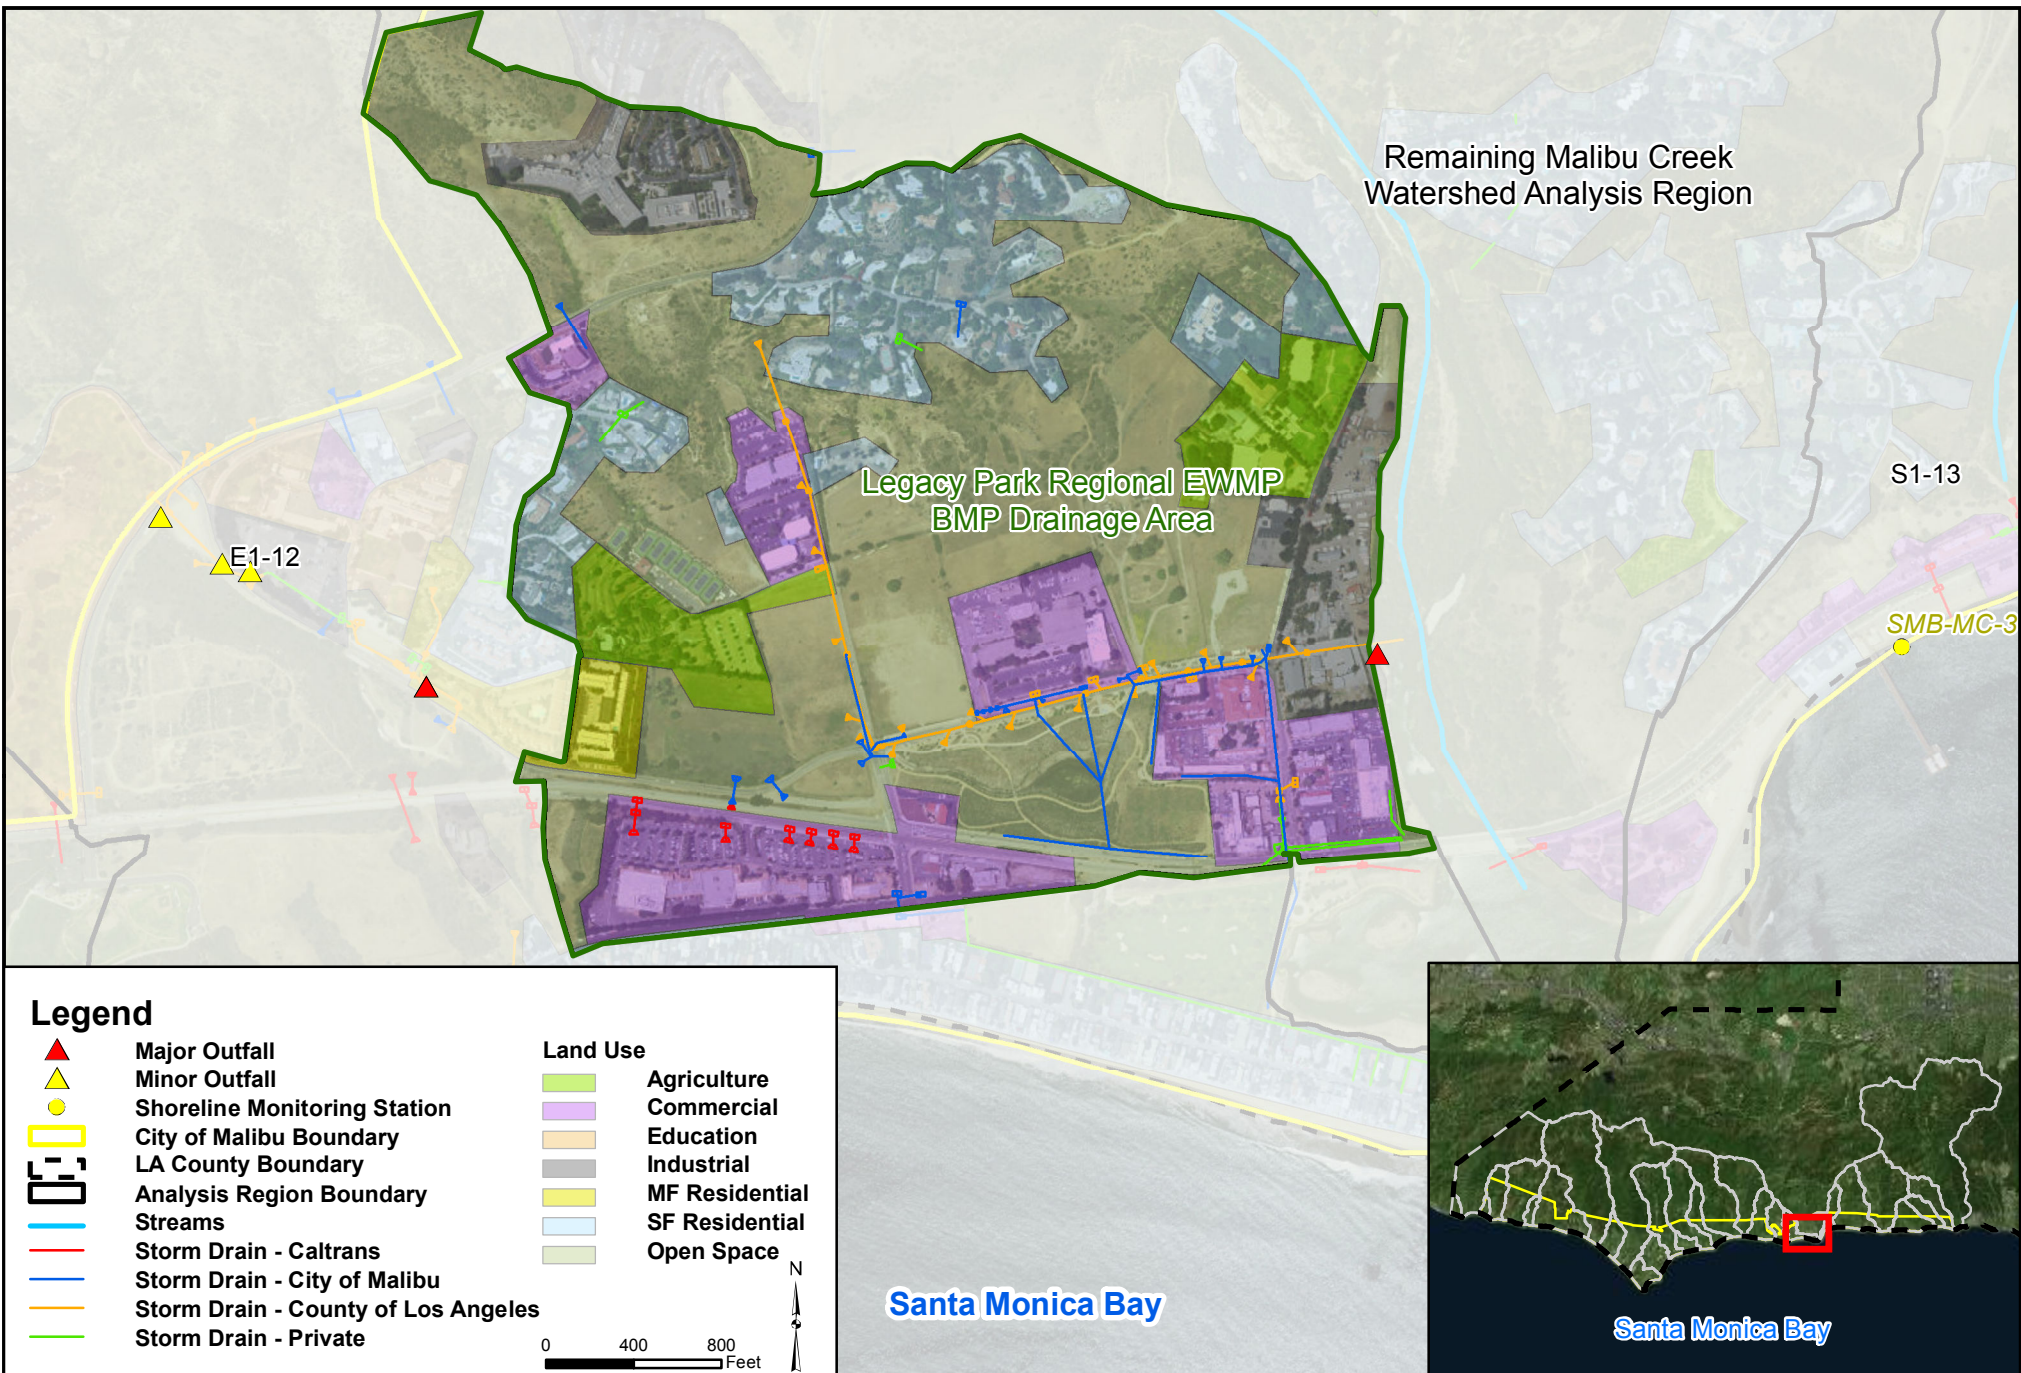 Remaining Malibu Creek
Watershed Analysis Region
S1-13
Legacy Park Regional EWMP
BMP Drainage Area
E1-12
SMB-MC-3
Legend
Major Outfall
Minor Outfall
Shoreline Monitoring Station
City of Malibu Boundary
LA County Boundary
Analysis Region Boundary
Streams
Storm Drain - Caltrans
Storm Drain - City of Malibu
Storm Drain - County of Los Angeles
Storm Drain - Private
Land Use
Agriculture
Commercial
Education
Industrial
MF Residential
SF Residential
Open Space
N
0 400 800
Feet
Santa Monica Bay
Santa Monica Bay